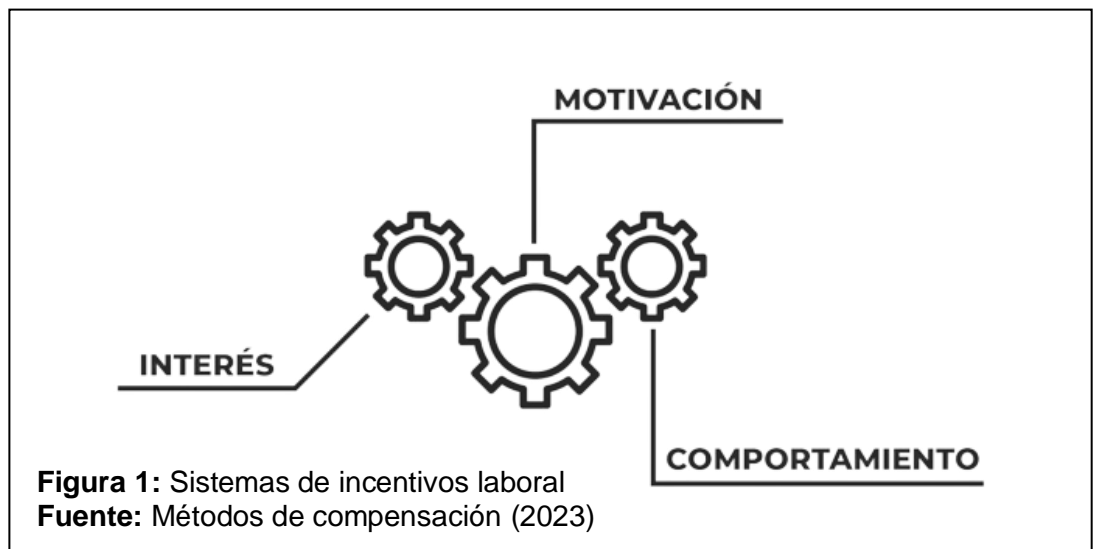 MOTIVACIÓN
INTERÉS
COMPORTAMIENTO
Figura 1: Sistemas de incentivos laboral
Fuente: Métodos de compensación (2023)